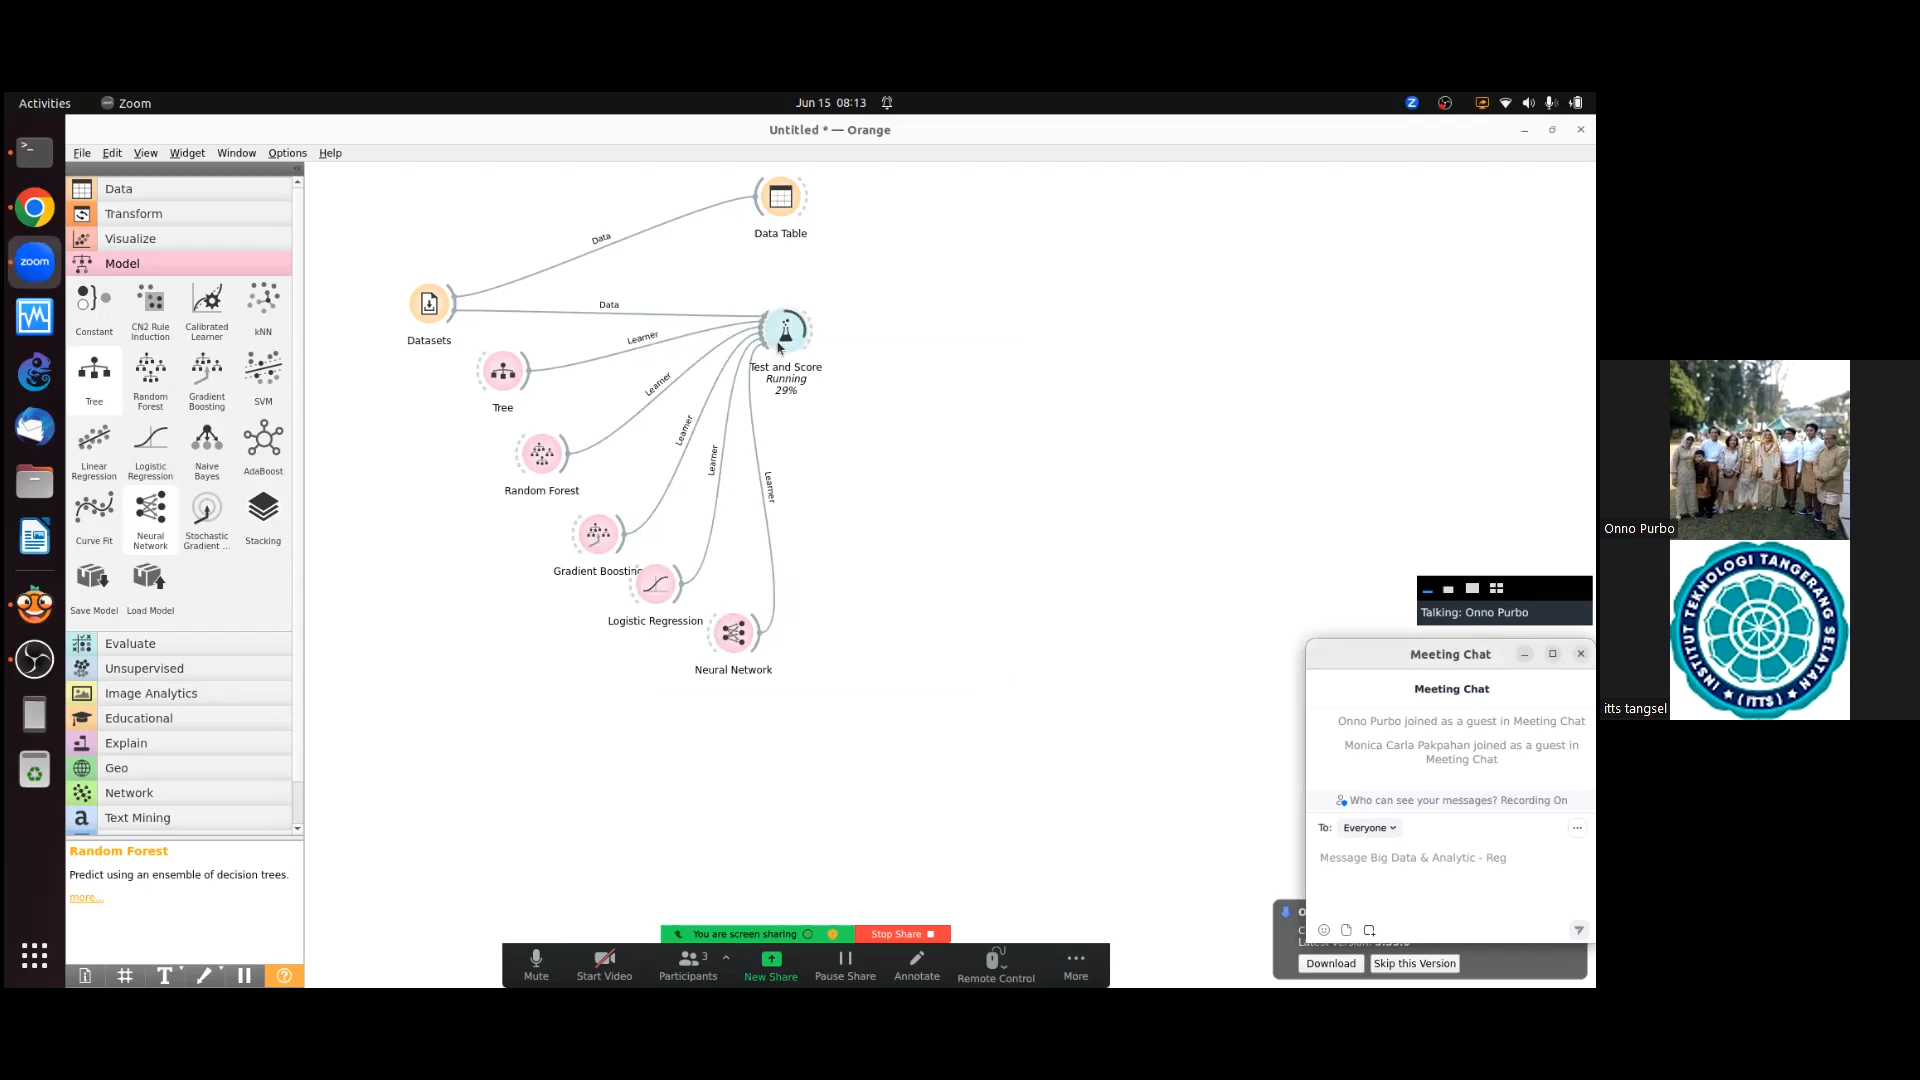 Activities
Zoom
Jun 15 08:13
Untitled * — Orange
File Edit View Widget Window Options Help
Data
Transform
Visualize
Model
Constant
CN2 Rule Induction
Calibrated Learner
kNN
Tree
Random Forest
Gradient Boosting
SVM
Linear Regression
Logistic Regression
Naive Bayes
AdaBoost
Curve Fit
Neural Network
Stochastic Gradient ...
Stacking
Save Model
Load Model
Evaluate
Unsupervised
Image Analytics
Educational
Explain
Geo
Network
Text Mining
Random Forest
Predict using an ensemble of decision trees.
more...
Data Table
Data
Datasets
Data
Learner
Test and Score
Running
29%
Tree
Learner
Random Forest
Learner
Gradient Boosting
Learner
Logistic Regression
Learner
Neural Network
You are screen sharing
Stop Share
Mute
Start Video
Participants
3
New Share
Pause Share
Annotate
Remote Control
More
Talking: Onno Purbo
Meeting Chat
Meeting Chat
Onno Purbo joined as a guest in Meeting Chat
Monica Carla Pakpahan joined as a guest in
Meeting Chat
Who can see your messages? Recording On
To: Everyone
Message Big Data & Analytic - Reg
Download
Skip this Version
Onno Purbo
INSTITUT TEKNOLOGI TANGERANG SELATAN
(ITTS)
itts tangsel
zoom